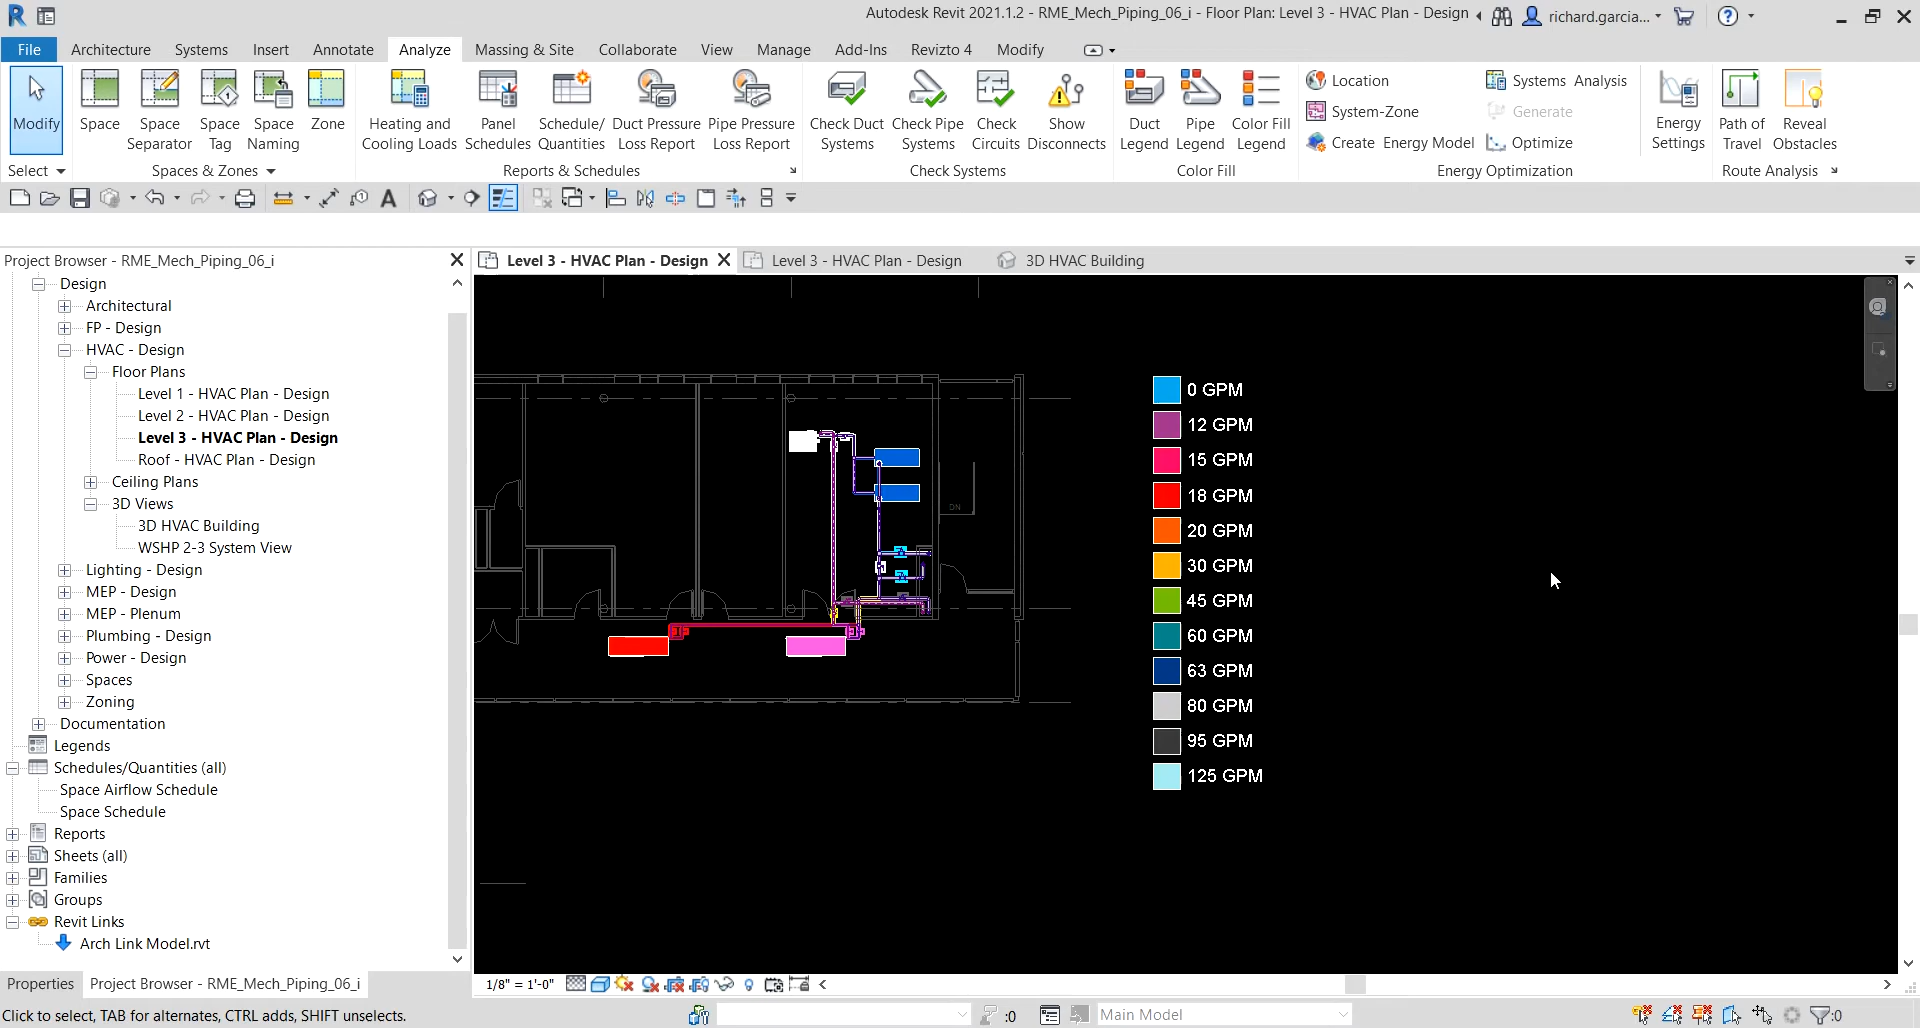 Autodesk Revit 2021.1.2 - RME_Mech_Piping_06_i - Floor Plan: Level 3 - HVAC Plan - Design
richard.garcia...
File Architecture Systems Insert Annotate Analyze Massing & Site Collaborate View Manage Add-Ins Revizto 4 Modify
Modify
Space
Space Separator
Space Tag
Space Naming
Zone
Heating and Cooling Loads
Panel Schedules
Schedule/ Quantities
Duct Pressure Loss Report
Pipe Pressure Loss Report
Check Duct Systems
Check Pipe Systems
Check Circuits
Show Disconnects
Duct Legend
Pipe Legend
Color Fill Legend
Location
System-Zone
Create Energy Model
Systems Analysis
Generate
Optimize
Energy Settings
Path of Travel
Reveal Obstacles
Select
Spaces & Zones
Reports & Schedules
Check Systems
Color Fill
Energy Optimization
Route Analysis
Project Browser - RME_Mech_Piping_06_i
Level 3 - HVAC Plan - Design
Level 3 - HVAC Plan - Design
3D HVAC Building
Design
Architectural
FP - Design
HVAC - Design
Floor Plans
Level 1 - HVAC Plan - Design
Level 2 - HVAC Plan - Design
Level 3 - HVAC Plan - Design
Roof - HVAC Plan - Design
Ceiling Plans
3D Views
3D HVAC Building
WSHP 2-3 System View
Lighting - Design
MEP - Design
MEP - Plenum
Plumbing - Design
Power - Design
Spaces
Zoning
Documentation
Legends
Schedules/Quantities (all)
Space Airflow Schedule
Space Schedule
Reports
Sheets (all)
Families
Groups
Revit Links
Arch Link Model.rvt
DN
0 GPM
12 GPM
15 GPM
18 GPM
20 GPM
30 GPM
45 GPM
60 GPM
63 GPM
80 GPM
95 GPM
125 GPM
Properties
Project Browser - RME_Mech_Piping_06_i
1/8" = 1'-0"
Click to select, TAB for alternates, CTRL adds, SHIFT unselects.
:0
Main Model
:0